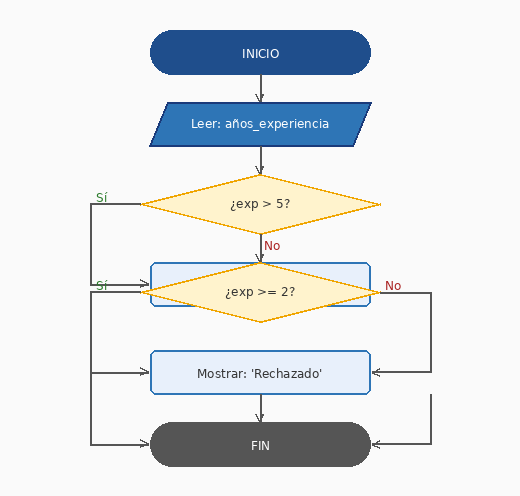 INICIO
Leer: años_experiencia
Sí
¿exp > 5?
No
Sí
¿exp >= 2?
No
Mostrar: 'Rechazado'
FIN